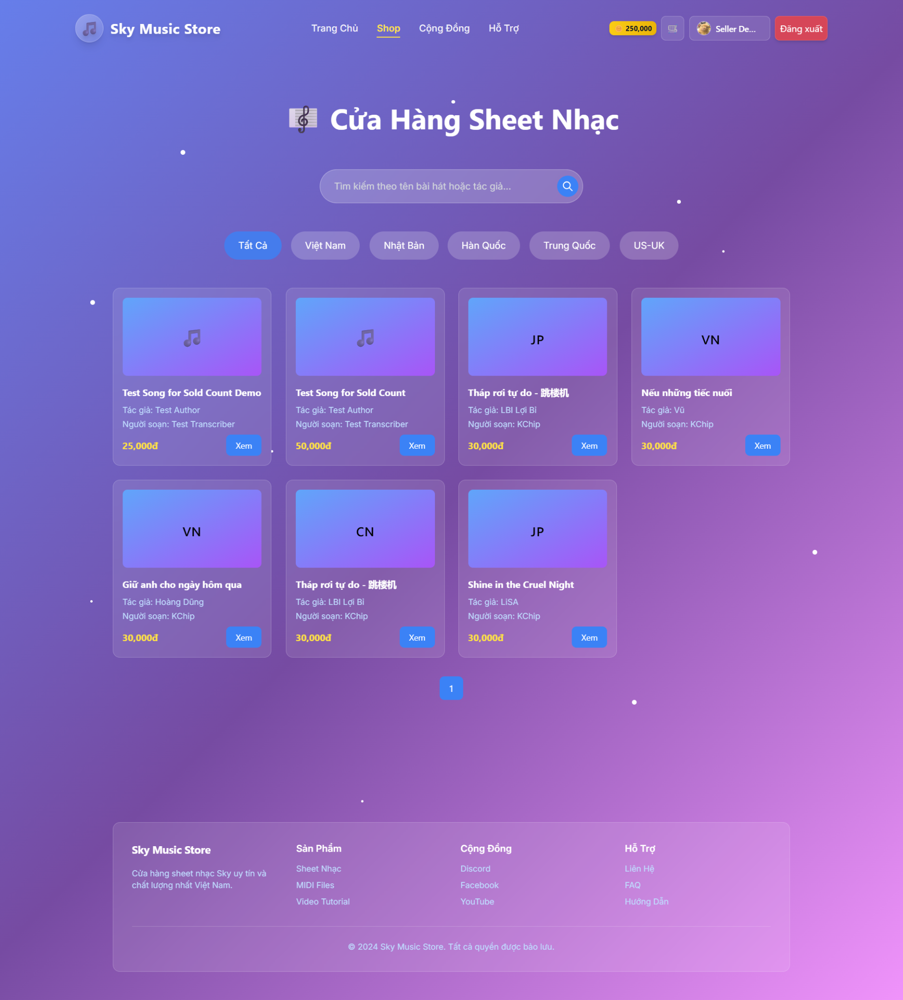 Sky Music Store
Trang Chủ
Shop
Cộng Đồng
Hỗ Trợ
250,000
Seller De...
Đăng xuất
Cửa Hàng Sheet Nhạc
Tìm kiếm theo tên bài hát hoặc tác giả...
Tất Cả
Việt Nam
Nhật Bản
Hàn Quốc
Trung Quốc
US-UK
Test Song for Sold Count Demo
Tác giả: Test Author
Người soạn: Test Transcriber
25,000đ
Xem
Test Song for Sold Count
Tác giả: Test Author
Người soạn: Test Transcriber
50,000đ
Xem
JP
Tháp rơi tự do - 跳楼机
Tác giả: LBI Lợi Bỉ
Người soạn: KChip
30,000đ
Xem
VN
Nếu những tiếc nuối
Tác giả: Vũ
Người soạn: KChip
30,000đ
Xem
VN
Giữ anh cho ngày hôm qua
Tác giả: Hoàng Dũng
Người soạn: KChip
30,000đ
Xem
CN
Tháp rơi tự do - 跳楼机
Tác giả: LBI Lợi Bỉ
Người soạn: KChip
30,000đ
Xem
JP
Shine in the Cruel Night
Tác giả: LiSA
Người soạn: KChip
30,000đ
Xem
1
Sky Music Store
Cửa hàng sheet nhạc Sky uy tín và
chất lượng nhất Việt Nam.
Sản Phẩm
Sheet Nhạc
MIDI Files
Video Tutorial
Cộng Đồng
Discord
Facebook
YouTube
Hỗ Trợ
Liên Hệ
FAQ
Hướng Dẫn
© 2024 Sky Music Store. Tất cả quyền được bảo lưu.